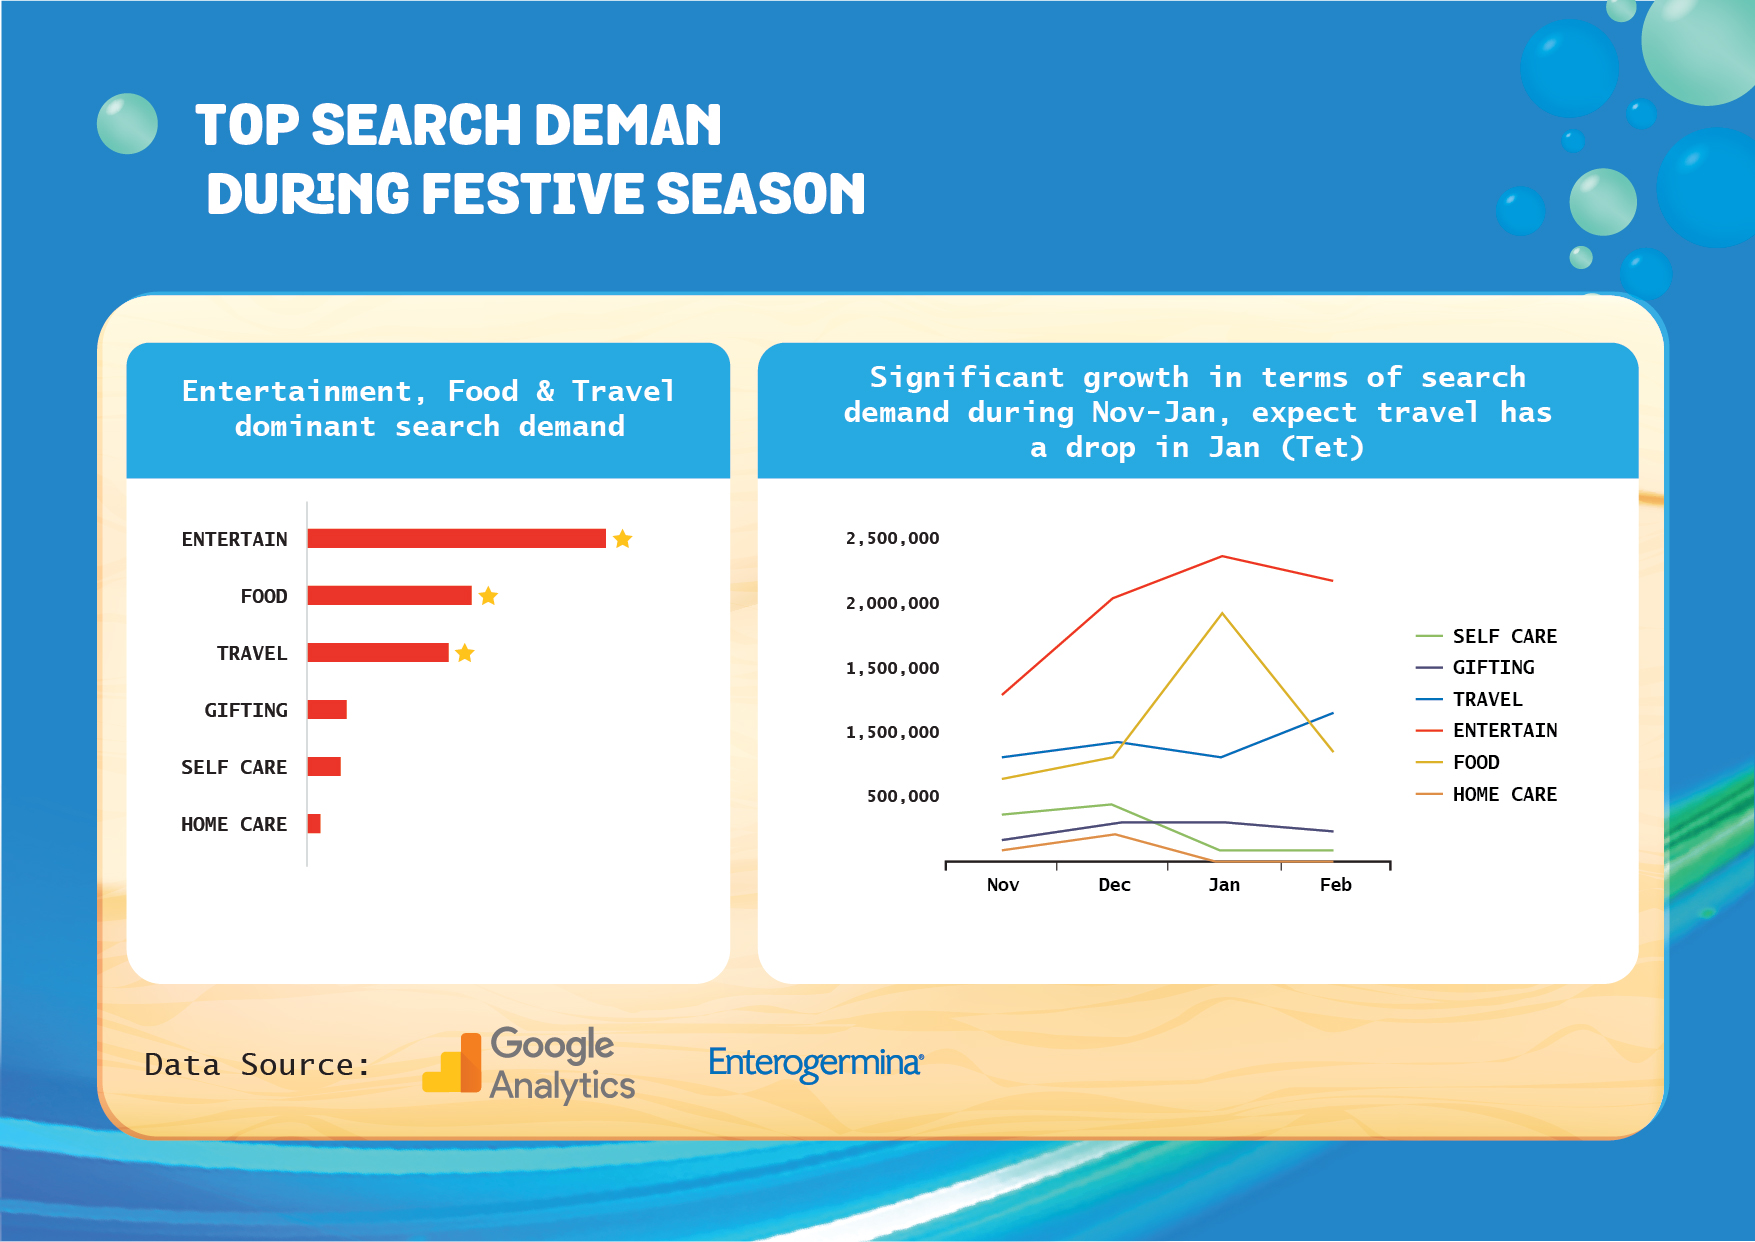 TOP SEARCH DEMAN
DURING FESTIVE SEASON
Entertainment, Food & Travel
dominant search demand
ENTERTAIN
FOOD
TRAVEL
GIFTING
SELF CARE
HOME CARE
Significant growth in terms of search
demand during Nov-Jan, expect travel has
a drop in Jan (Tet)
2,500,000
2,000,000
1,500,000
1,500,000
500,000
Nov Dec Jan Feb
SELF CARE
GIFTING
TRAVEL
ENTERTAIN
FOOD
HOME CARE
Data Source:
Google
Analytics
Enterogermina®